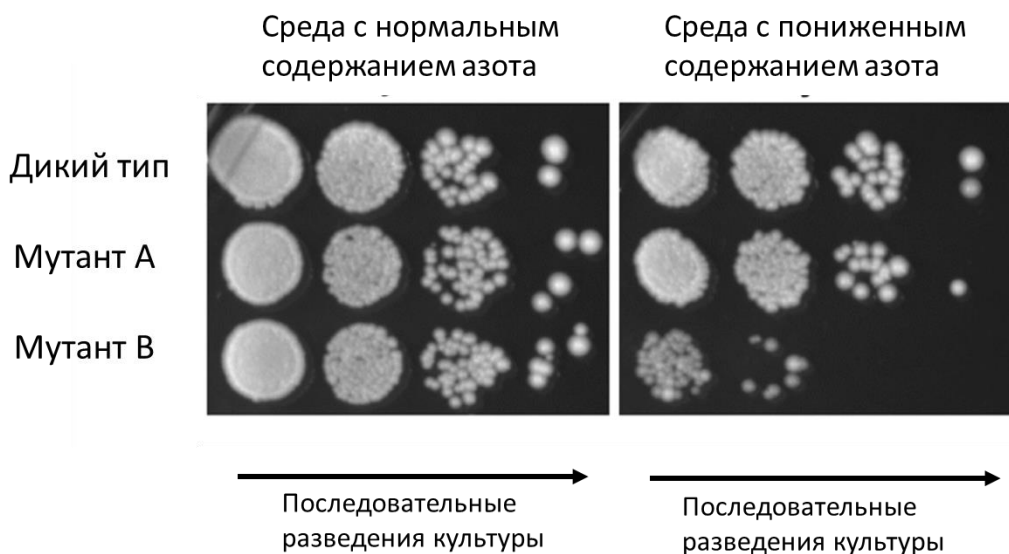 Среда с нормальным
содержанием азота
Среда с пониженным
содержанием азота
Дикий тип
Мутант А
Мутант В
Последовательные
разведения культуры
Последовательные
разведения культуры